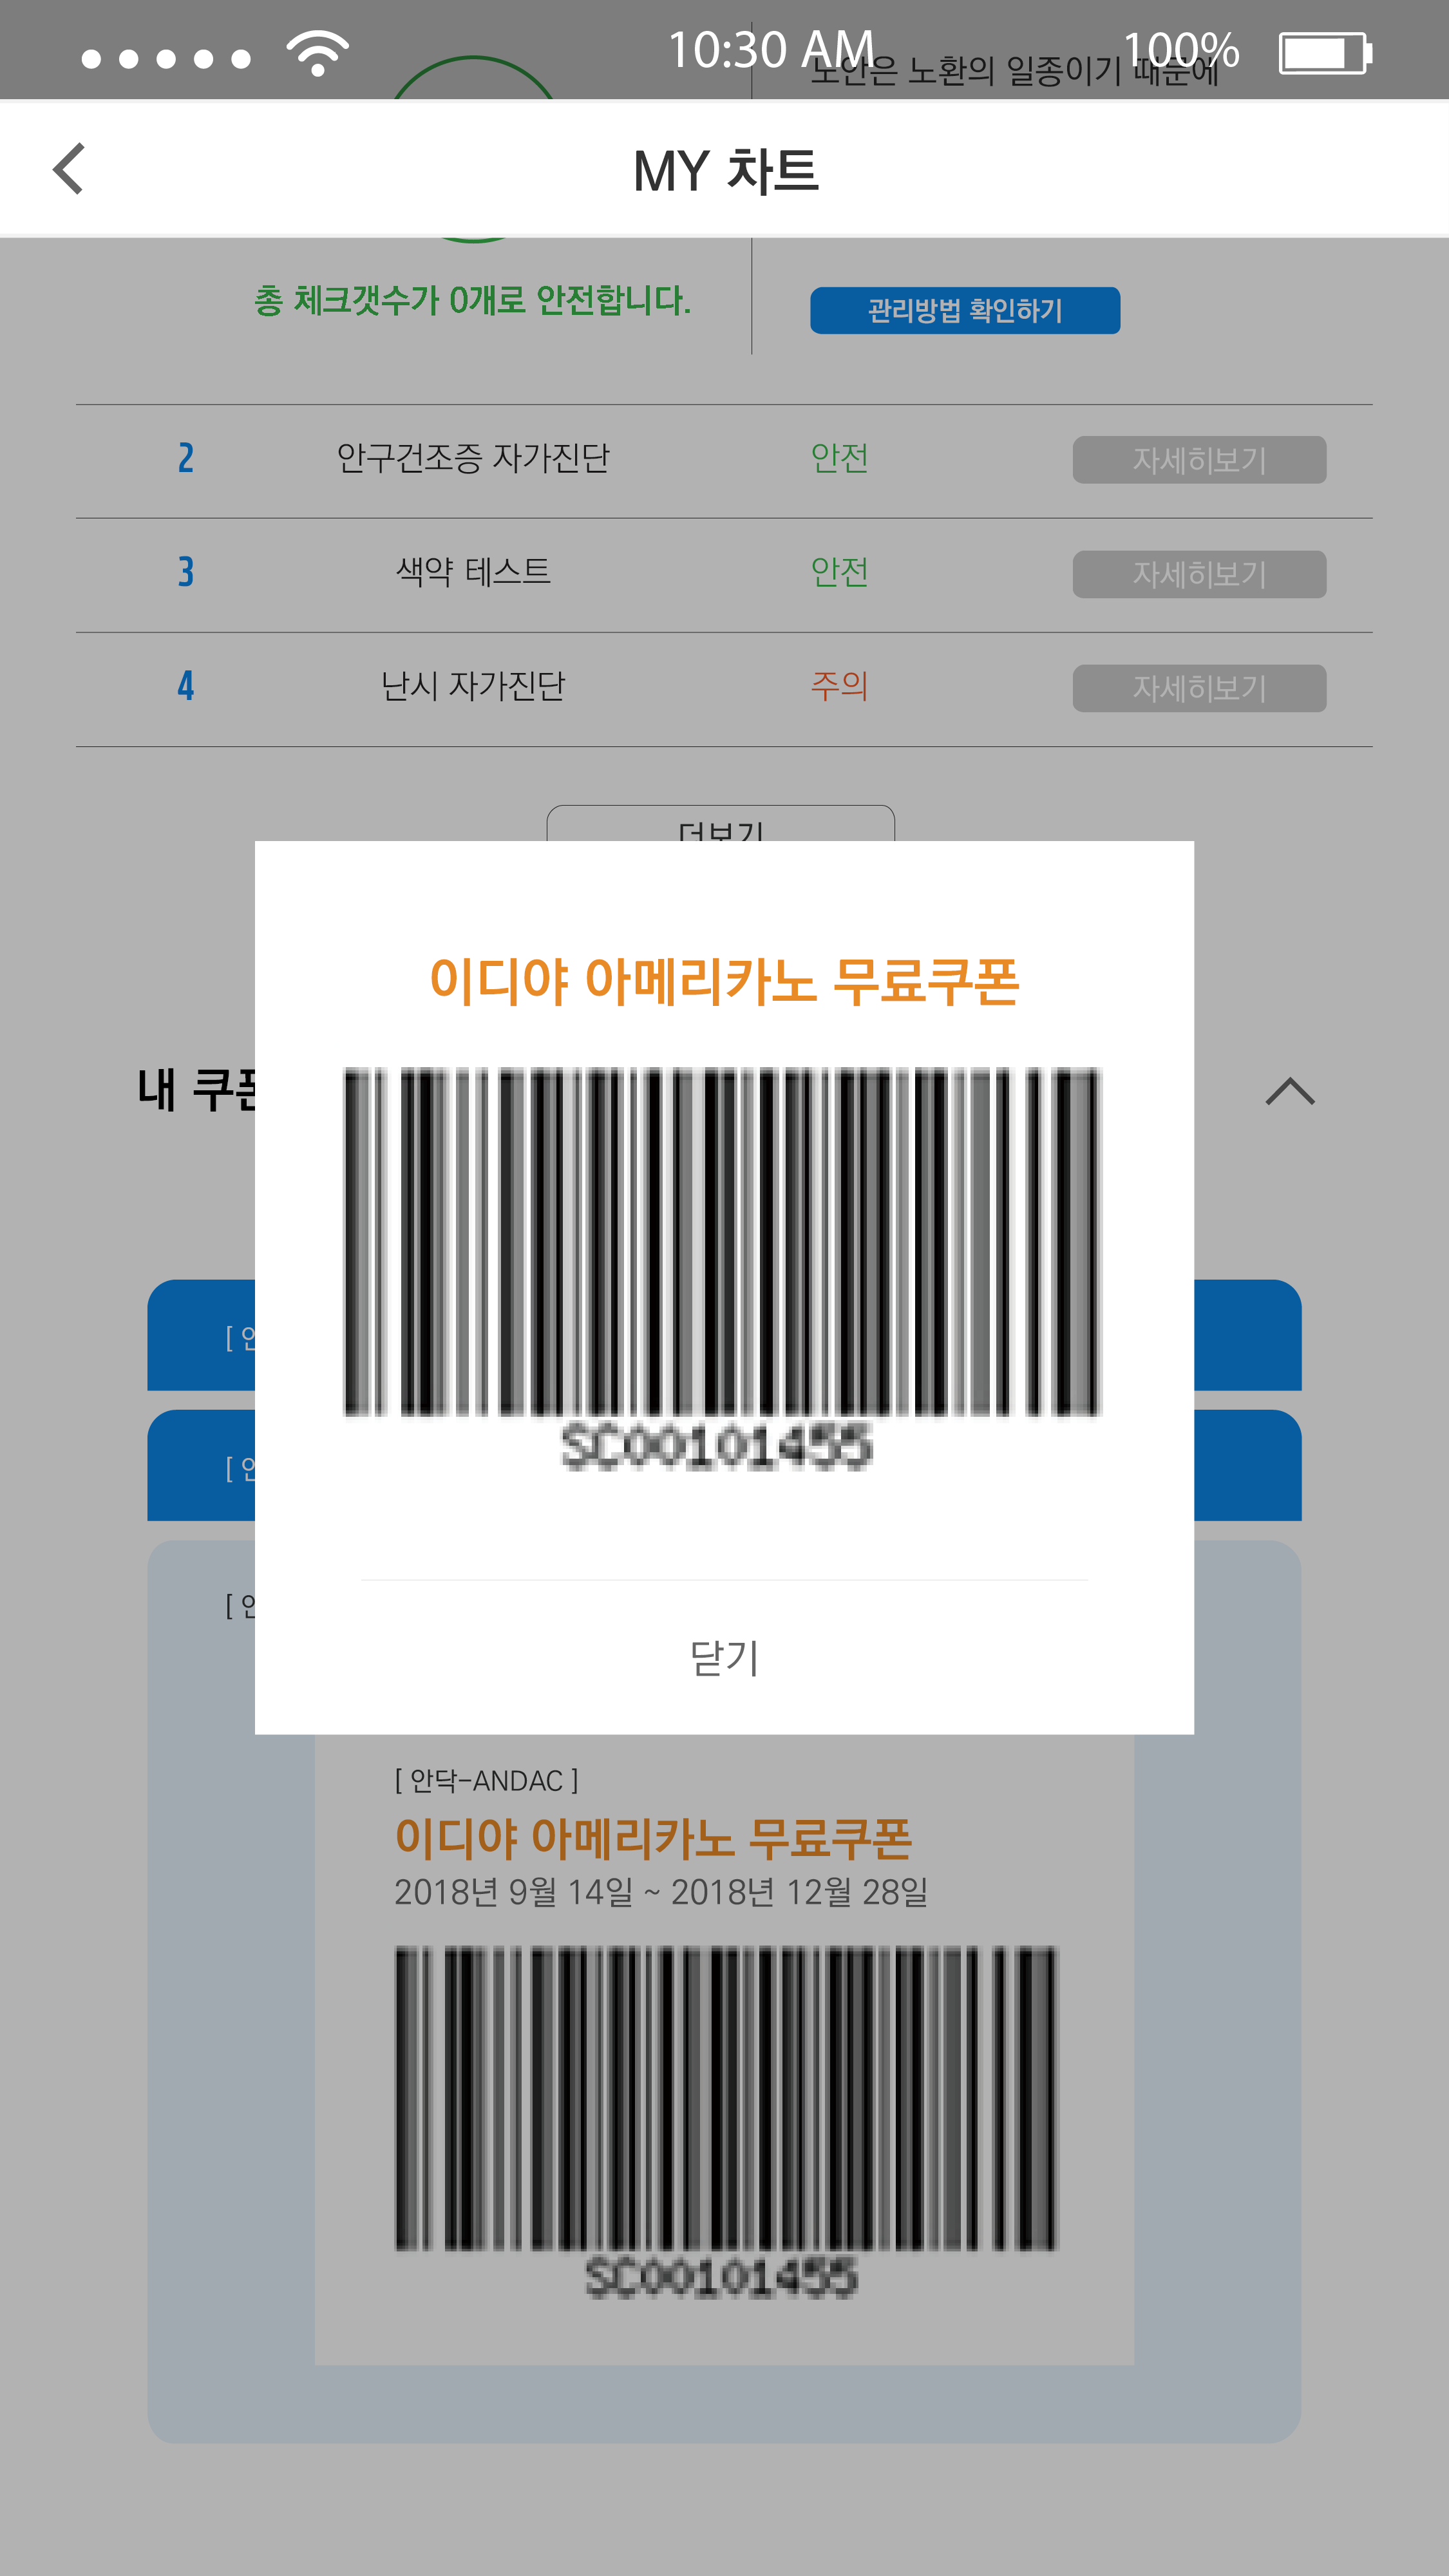 10:30 AM
100%
노안은 노환의 일종이기 때문에
MY 차트
총 체크갯수가 0개로 안전합니다.
관리방법 확인하기
2 안구건조증 자가진단 안전 자세히보기
3 색약 테스트 안전 자세히보기
4 난시 자가진단 주의 자세히보기
더보기
이디야 아메리카노 무료쿠폰
내 쿠폰
SC00101455
닫기
[ 안닥-ANDAC ]
이디야 아메리카노 무료쿠폰
2018년 9월 14일 ~ 2018년 12월 28일
SC00101455